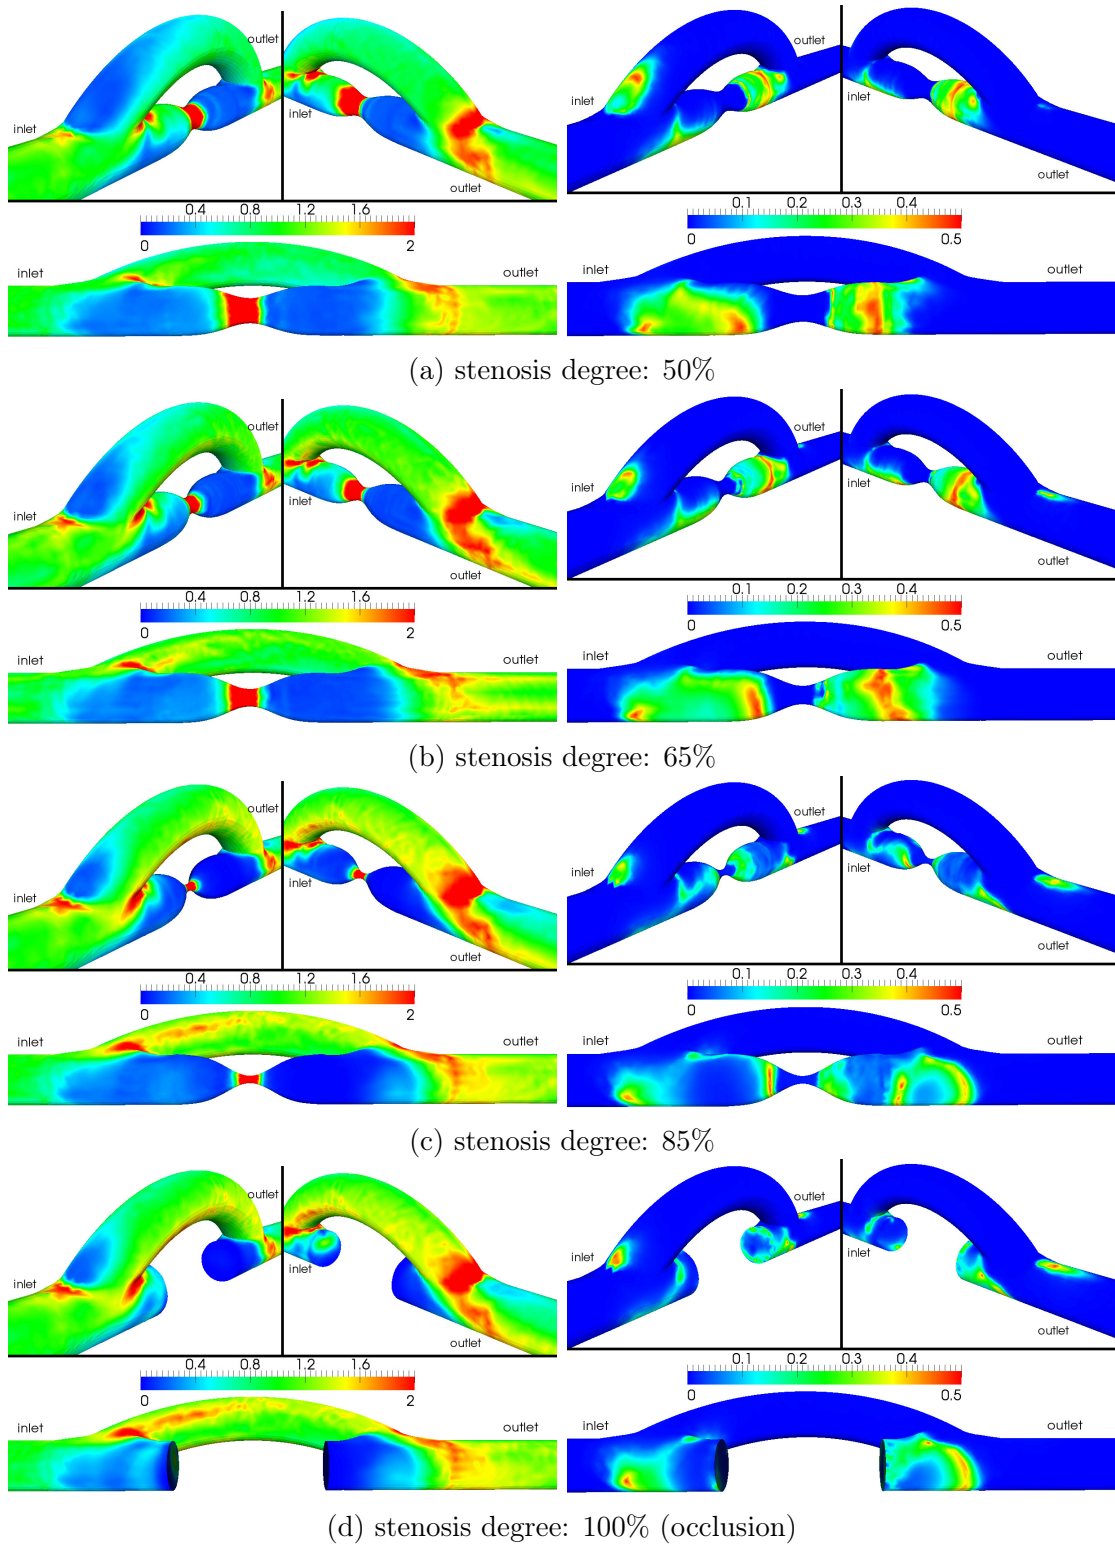 outlet
inlet
inlet
outlet
0.4 0.8 1.2 1.6
0 2
inlet outlet
outlet
inlet
inlet
outlet
0.1 0.2 0.3 0.4
0 0.5
inlet outlet
(a) stenosis degree: 50%
outlet
inlet
inlet
outlet
0.4 0.8 1.2 1.6
0 2
inlet outlet
outlet
inlet
inlet
outlet
0.1 0.2 0.3 0.4
0 0.5
inlet outlet
(b) stenosis degree: 65%
outlet
inlet
inlet
outlet
0.4 0.8 1.2 1.6
0 2
inlet outlet
outlet
inlet
inlet
outlet
0.1 0.2 0.3 0.4
0 0.5
inlet outlet
(c) stenosis degree: 85%
outlet
inlet
inlet
outlet
0.4 0.8 1.2 1.6
0 2
inlet outlet
outlet
inlet
inlet
outlet
0.1 0.2 0.3 0.4
0 0.5
inlet outlet
(d) stenosis degree: 100% (occlusion)